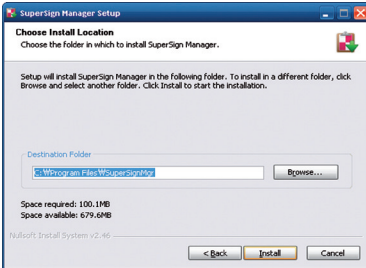 SuperSign Manager Setup
Choose Install Location
Choose the folder in which to install SuperSign Manager.
Setup will install SuperSign Manager in the following folder. To install in a different folder, click
Browse and select another folder. Click Install to start the installation.
Destination Folder
C:₩Program Files₩SuperSignMgr
Browse...
Space required: 100.1MB
Space available: 679.6MB
Nullsoft Install System v2.46
< Back
Install
Cancel